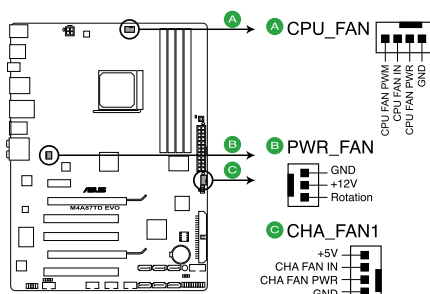 A
A CPU_FAN
CPU FAN PWM
CPU FAN IN
CPU FAN PWR
GND
B
B PWR_FAN
GND
+12V
Rotation
C
C CHA_FAN1
+5V
CHA FAN IN
CHA FAN PWR
GND
ASUS
M4A87TD EVO